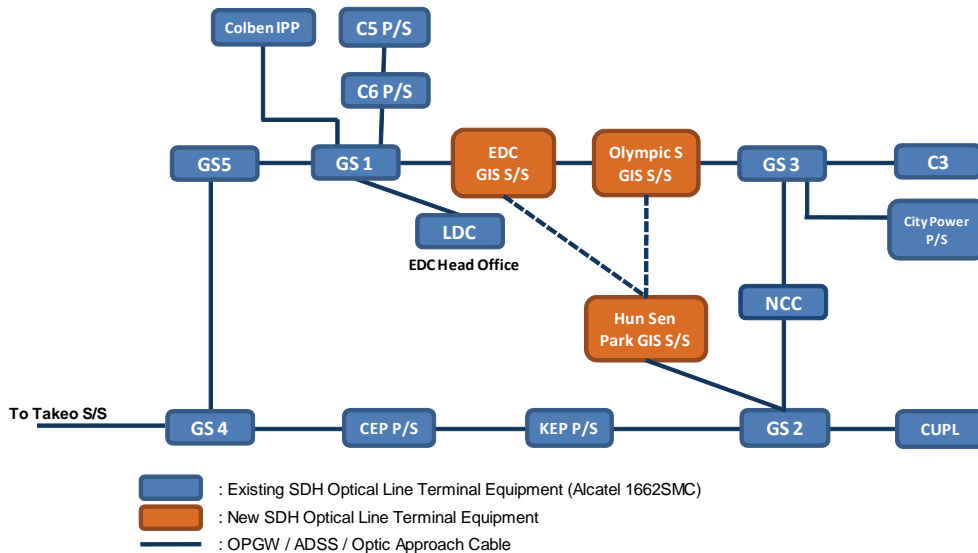 Colben IPP
C5 P/S
C6 P/S
GS5
GS 1
EDC
GIS S/S
Olympic S
GIS S/S
GS 3
C3
LDC
EDC Head Office
City Power
P/S
Hun Sen
Park GIS S/S
NCC
To Takeo S/S
GS 4
CEP P/S
KEP P/S
GS 2
CUPL
: Existing SDH Optical Line Terminal Equipment (Alcatel 1662SMC)
: New SDH Optical Line Terminal Equipment
: OPGW / ADSS / Optic Approach Cable